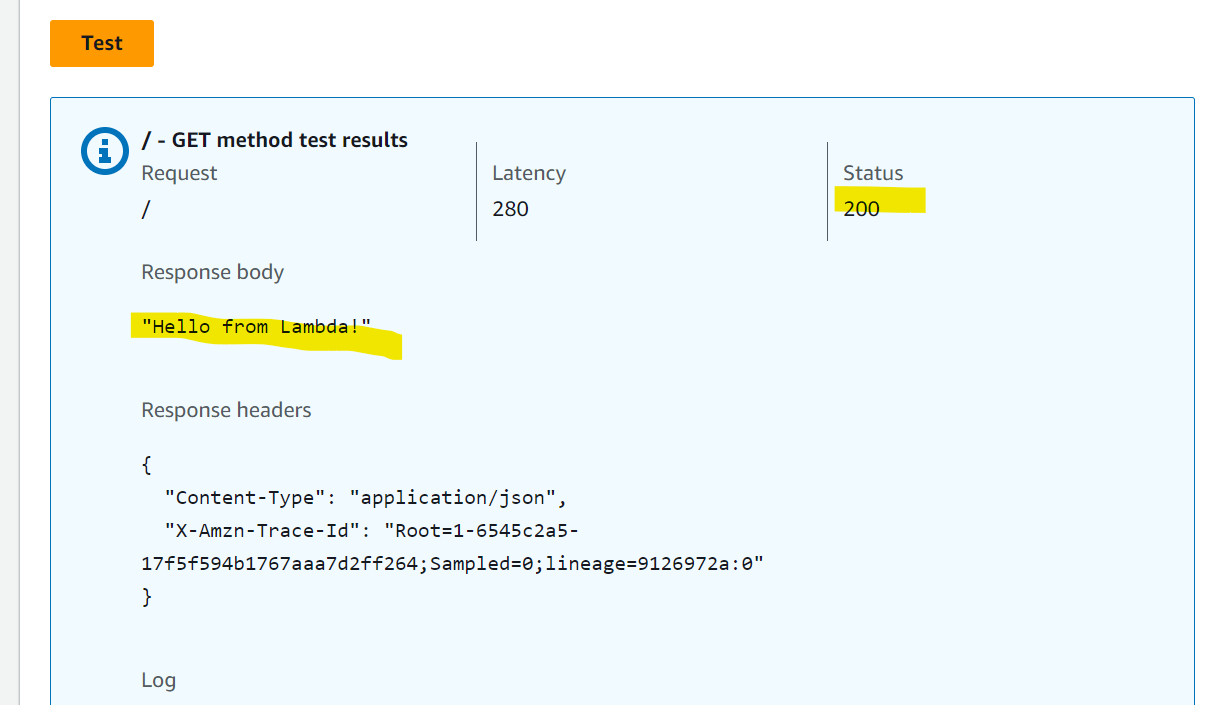 Test
/ - GET method test results
Request
Latency
Status
/
280
200
Response body
"Hello from Lambda!"
Response headers
{
"Content-Type": "application/json",
"X-Amzn-Trace-Id": "Root=1-6545c2a5-
17f5f594b1767aaa7d2ff264;Sampled=0;lineage=9126972a:0"
}
Log